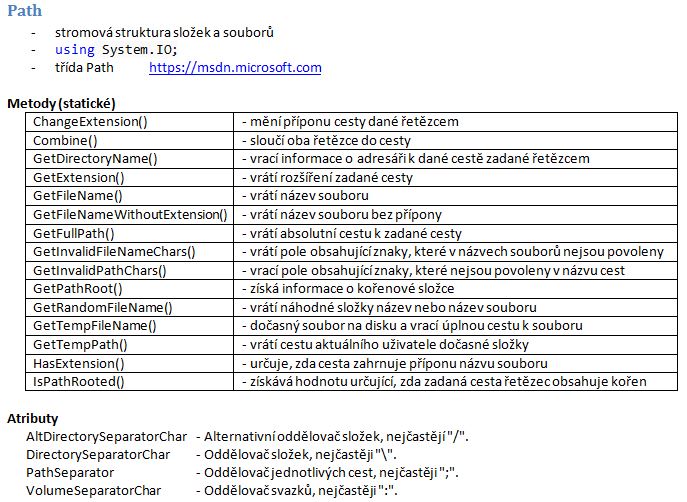 Path
- stromová struktura složek a souborů
- using System.IO;
- třída Path https://msdn.microsoft.com
Metody (statické)
ChangeExtension() - mění příponu cesty dané řetězcem
Combine() - sloučí oba řetězce do cesty
GetDirectoryName() - vrací informace o adresáři k dané cestě zadané řetězcem
GetExtension() - vrátí rozšíření zadané cesty
GetFileName() - vrátí název souboru
GetFileNameWithoutExtension() - vrátí název souboru bez přípony
GetFullPath() - vrátí absolutní cestu k zadané cesty
GetInvalidFileNameChars() - vrátí pole obsahující znaky, které v názvech souborů nejsou povoleny
GetInvalidPathChars() - vrací pole obsahující znaky, které nejsou povoleny v názvu cest
GetPathRoot() - získá informace o kořenové složce
GetRandomFileName() - vrátí náhodné složky název nebo název souboru
GetTempFileName() - dočasný soubor na disku a vrací úplnou cestu k souboru
GetTempPath() - vrátí cestu aktuálního uživatele dočasné složky
HasExtension() - určuje, zda cesta zahrnuje příponu názvu souboru
IsPathRooted() - získává hodnotu určující, zda zadaná cesta řetězec obsahuje kořen
Atributy
AltDirectorySeparatorChar - Alternativní oddělovač složek, nejčastějí "/".
DirectorySeparatorChar - Oddělovač složek, nejčastěji "\".
PathSeparator - Oddělovač jednotlivých cest, nejčastěji ";".
VolumeSeparatorChar - Oddělovač svazků, nejčastěji ":".